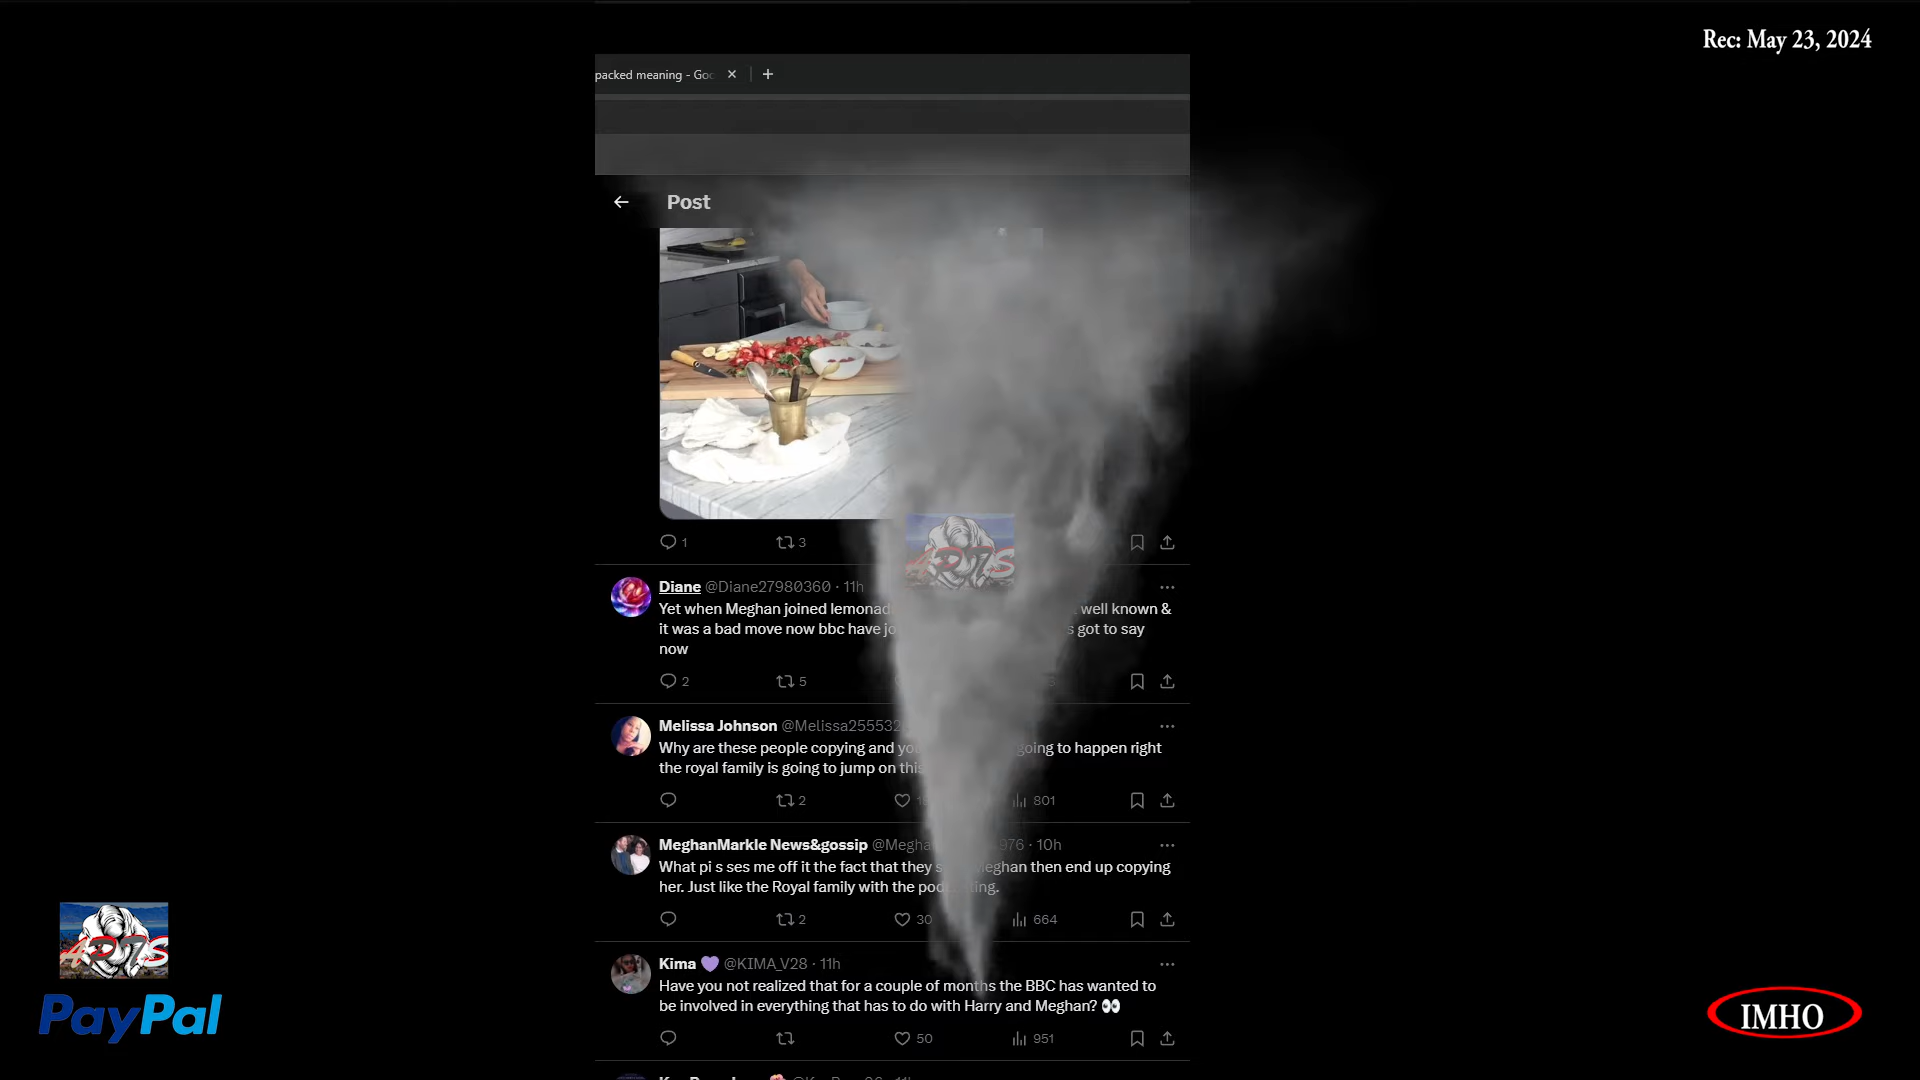 Rec: May 23, 2024
packed meaning - Goo
Post
1
3
Diane @Diane27980360 · 11h
Yet when Meghan joined lemonad well known &
it was a bad move now bbc have jo s got to say
now
2
5
Melissa Johnson @Melissa255532
Why are these people copying and going to happen right
the royal family is going to jump on this
2
801
MeghanMarkle News&gossip @Megha 976 · 10h
What pi s ses me off it the fact that they Meghan then end up copying
her. Just like the Royal family with the podcasting.
2
30
664
Kima 💜 @KIMA_V28 · 11h
Have you not realized that for a couple of months the BBC has wanted to
be involved in everything that has to do with Harry and Meghan? 👀
50
951
ADTS
ADTS
PayPal
IMHO